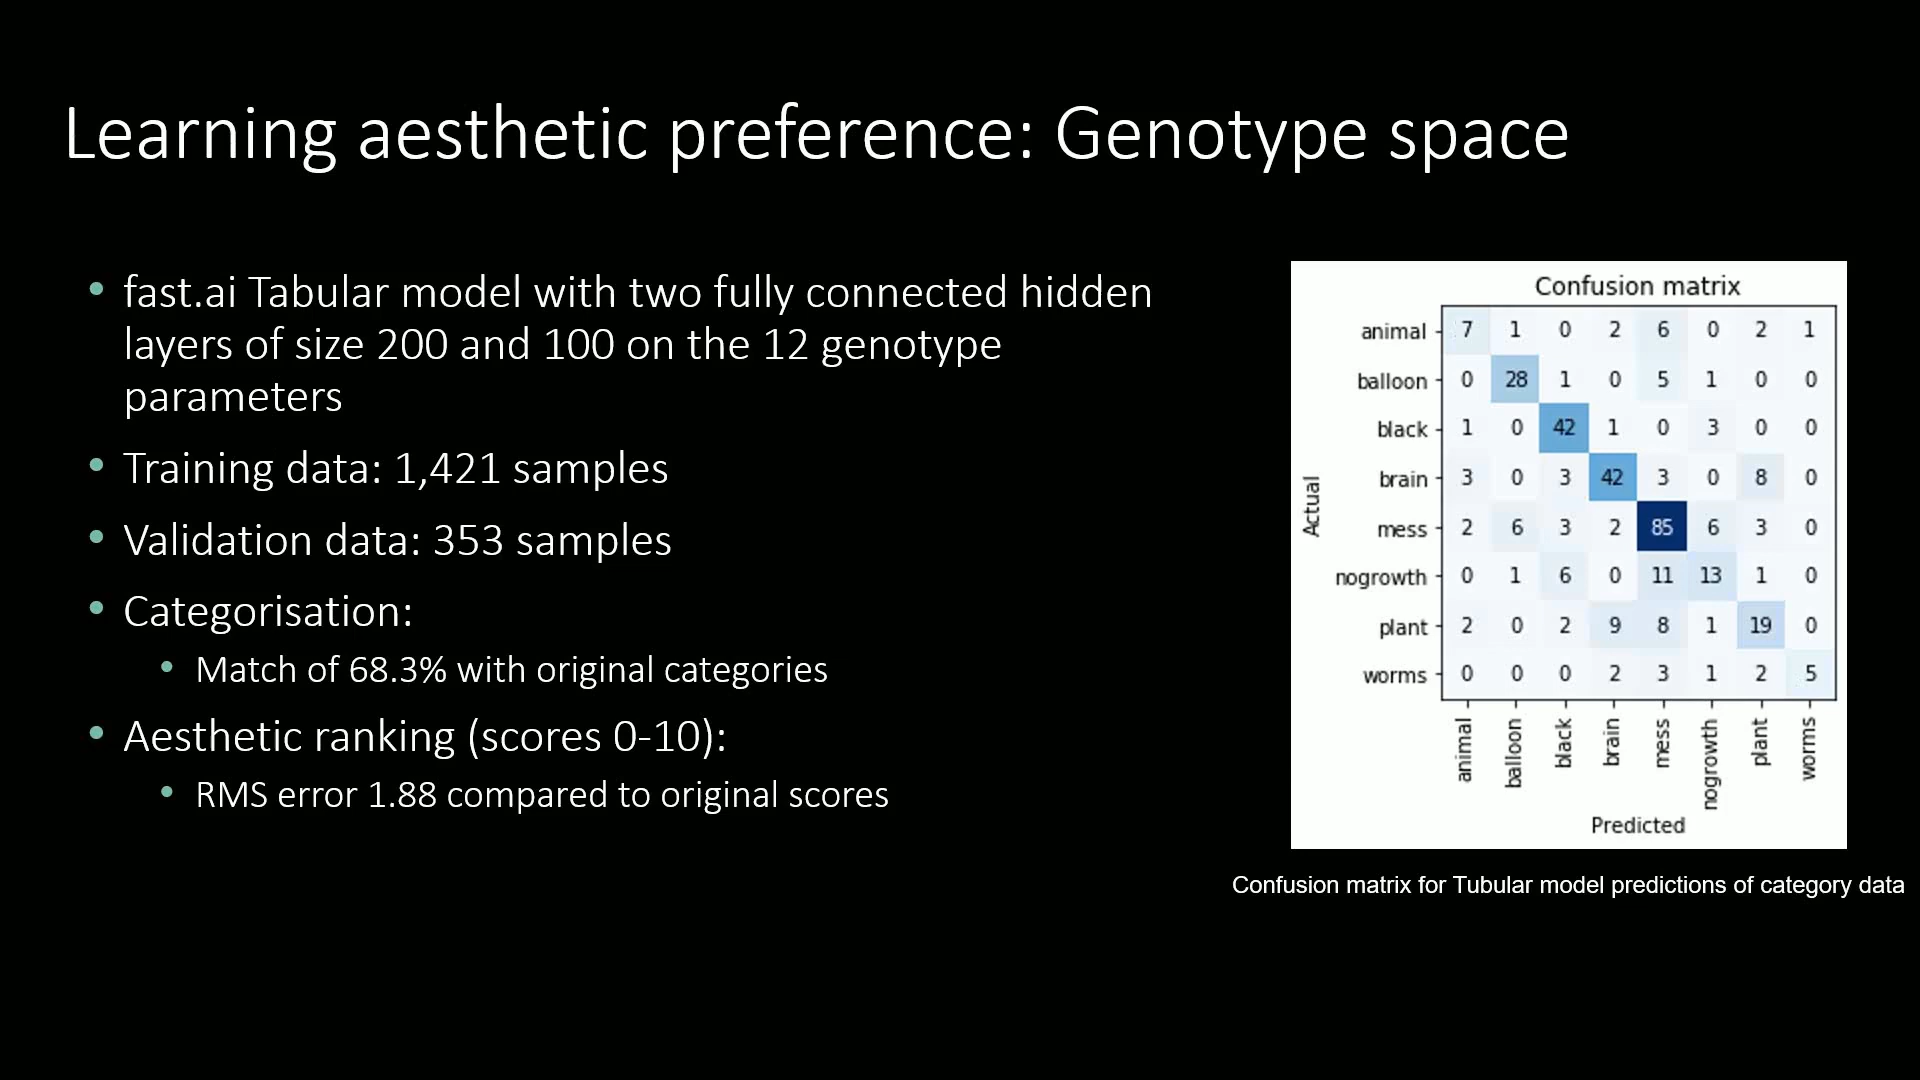 Learning aesthetic preference: Genotype space
• fast.ai Tabular model with two fully connected hidden
layers of size 200 and 100 on the 12 genotype
parameters
• Training data: 1,421 samples
• Validation data: 353 samples
• Categorisation:
• Match of 68.3% with original categories
• Aesthetic ranking (scores 0-10):
• RMS error 1.88 compared to original scores
Confusion matrix
Actual
animal 7 1 0 2 6 0 2 1
balloon 0 28 1 0 5 1 0 0
black 1 0 42 1 0 3 0 0
brain 3 0 3 42 3 0 8 0
mess 2 6 3 2 85 6 3 0
nogrowth 0 1 6 0 11 13 1 0
plant 2 0 2 9 8 1 19 0
worms 0 0 0 2 3 1 2 5
animal balloon black brain mess nogrowth plant worms
Predicted
Confusion matrix for Tubular model predictions of category data